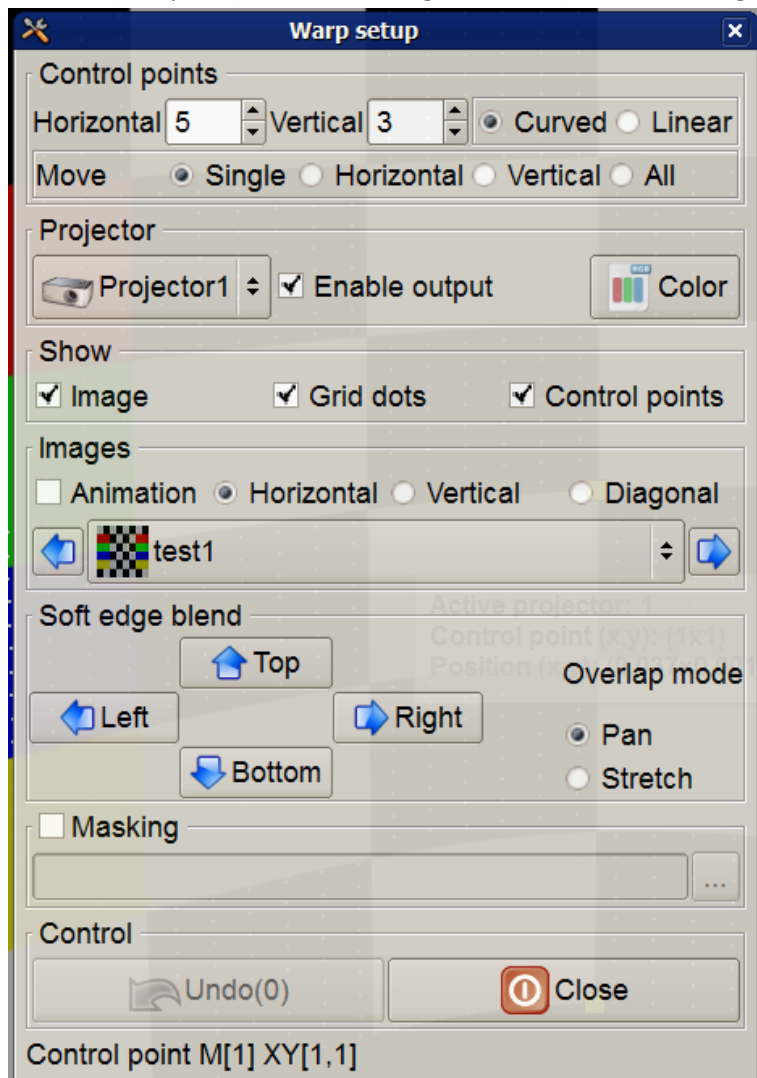 Warp setup
Control points
Horizontal 5 Vertical 3 Curved Linear
Move Single Horizontal Vertical All
Projector
Projector1 Enable output RGB Color
Show
Image Grid dots Control points
Images
Animation Horizontal Vertical Diagonal
test1
Active projector: 1
Soft edge blend
Control point (x,y): (1x1)
Top
Position
Overlap mode
Left Right
Pan
Bottom
Stretch
Masking
...
Control
Undo(0) Close
Control point M[1] XY[1,1]